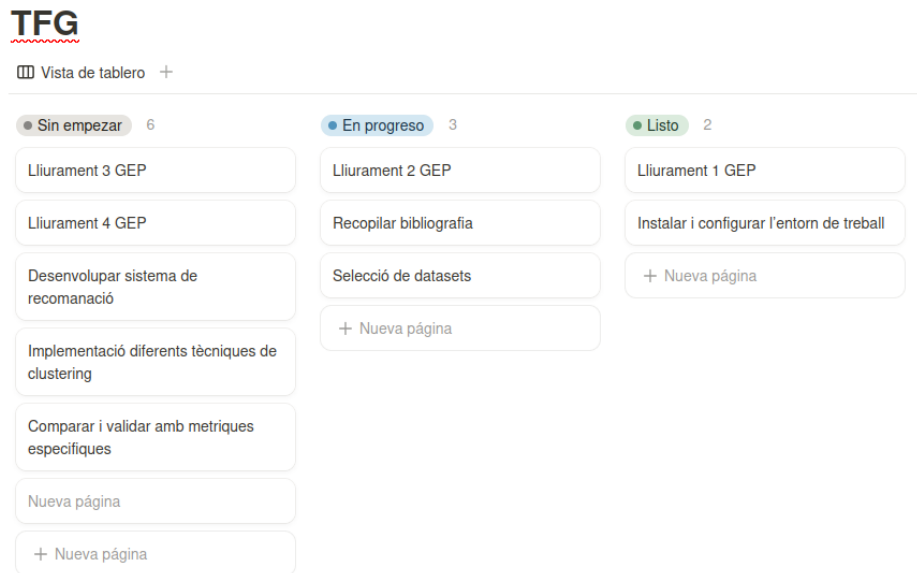 TFG
Vista de tablero +
Sin empezar 6
Lliurament 3 GEP
Lliurament 4 GEP
Desenvolupar sistema de
recomanació
Implementació diferents tècniques de
clustering
Comparar i validar amb metriques
especifiques
Nueva página
+ Nueva página
En progreso 3
Lliurament 2 GEP
Recopilar bibliografia
Selecció de datasets
+ Nueva página
Listo 2
Lliurament 1 GEP
Instalar i configurar l'entorn de treball
+ Nueva página